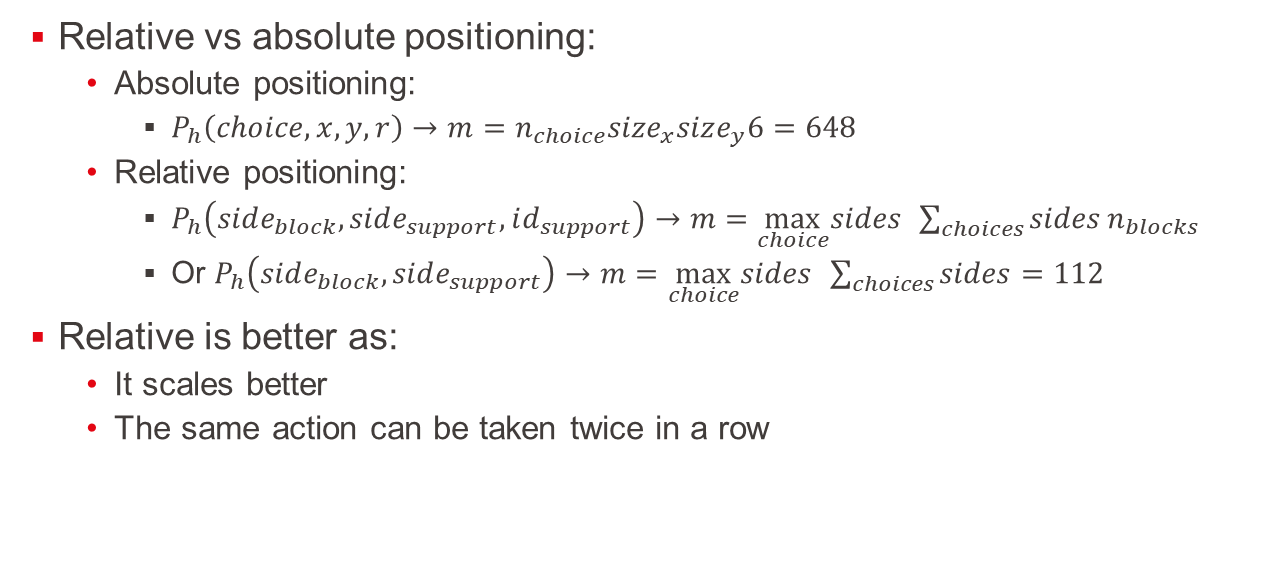 ▪ Relative vs absolute positioning:
• Absolute positioning:
▪ P_h(choice, x, y, r) → m = n_choice size_x size_y 6 = 648
• Relative positioning:
▪ P_h(side_block, side_support, id_support) → m = max_choice sides ∑_choices sides n_blocks
▪ Or P_h(side_block, side_support) → m = max_choice sides ∑_choices sides = 112
▪ Relative is better as:
• It scales better
• The same action can be taken twice in a row